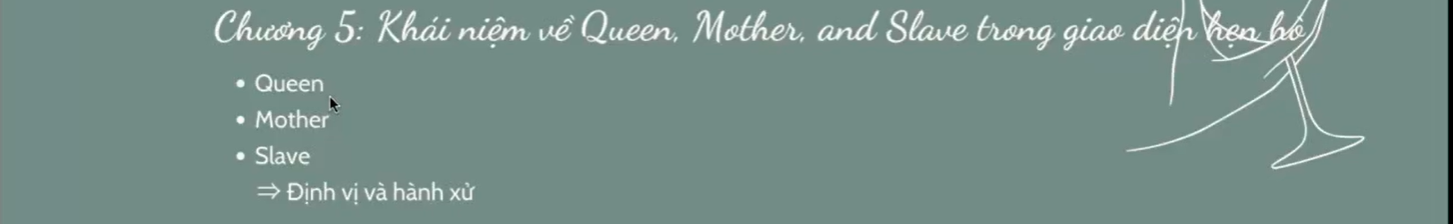 Chương 5: Khái niệm về Queen, Mother, and Slave trong giao diện hẹn hò
• Queen
• Mother
• Slave
⇒ Định vị và hành xử